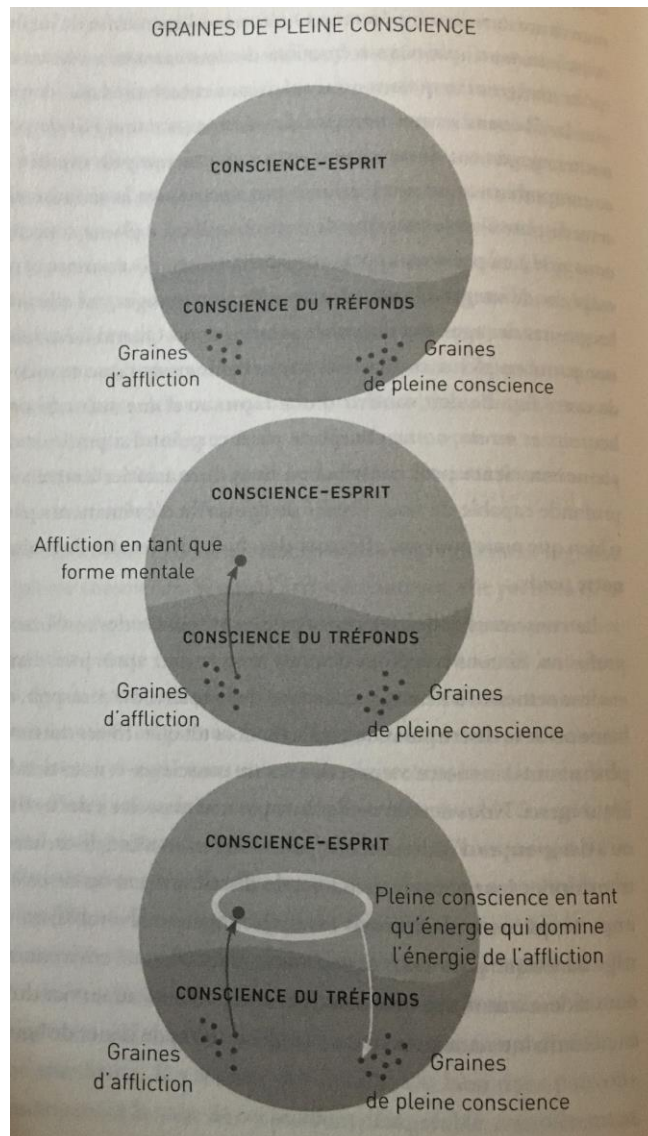 GRAINES DE PLEINE CONSCIENCE
CONSCIENCE-ESPRIT
CONSCIENCE DU TRÉFONDS
Graines
d'affliction
Graines
de pleine conscience
CONSCIENCE-ESPRIT
Affliction en tant que
forme mentale
CONSCIENCE DU TRÉFONDS
Graines
d'affliction
Graines
de pleine conscience
CONSCIENCE-ESPRIT
Pleine conscience en tant
qu'énergie qui domine
l'énergie de l'affliction
CONSCIENCE DU TRÉFONDS
Graines
d'affliction
Graines
de pleine conscience